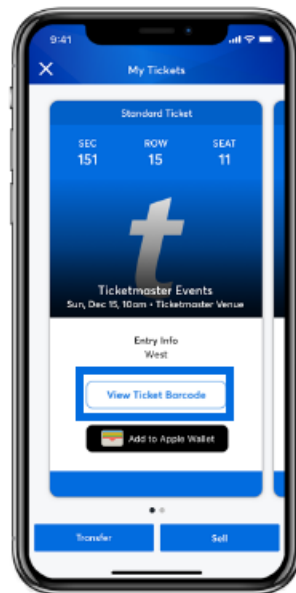 9:41
My Tickets
Standard Ticket
SEC ROW SEAT
151 15 11
t
Ticketmaster Events
Sun, Dec 15, 10am • Ticketmaster Venue
Entry Info
West
View Ticket Barcode
Add to Apple Wallet
Transfer Sell